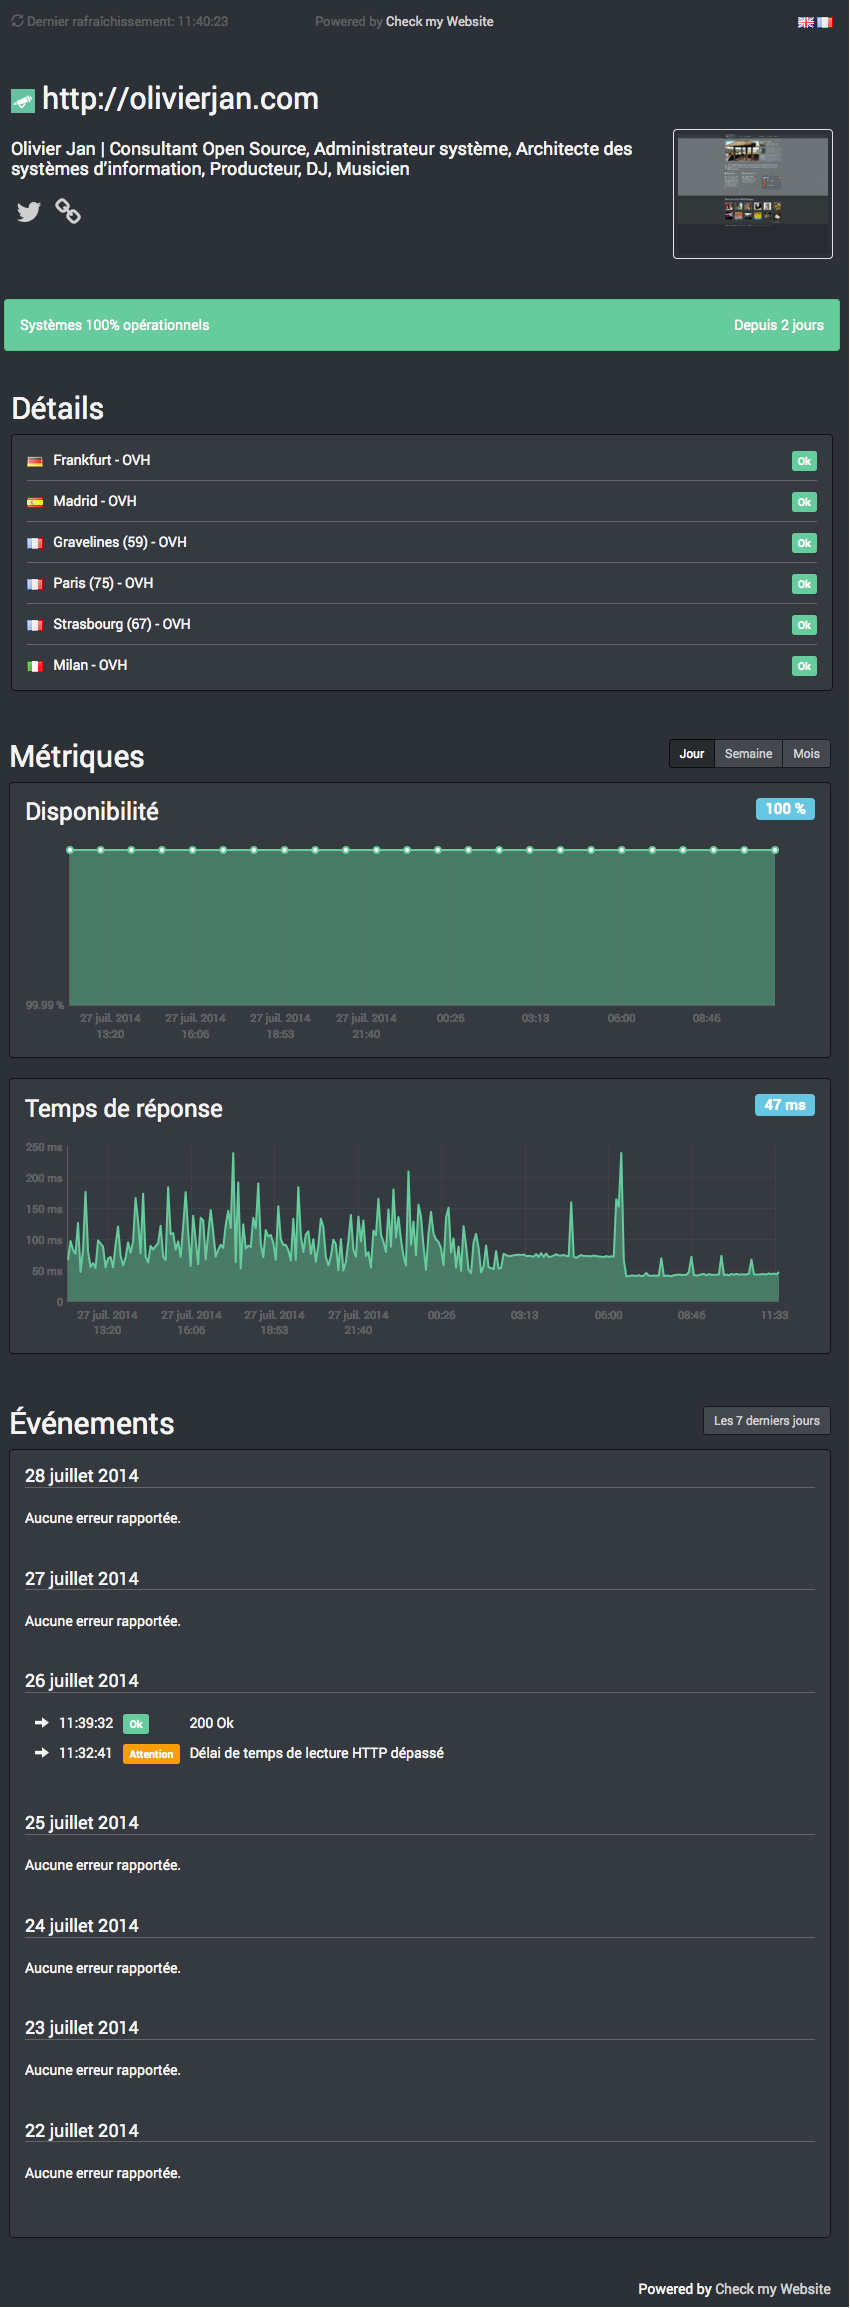 Dernier rafraîchissement: 11:40:23
Powered by Check my Website
http://olivierjan.com
Olivier Jan | Consultant Open Source, Administrateur système, Architecte des
systèmes d'information, Producteur, DJ, Musicien
Systèmes 100% opérationnels
Depuis 2 jours
Détails
Frankfurt - OVH
Ok
Madrid - OVH
Ok
Gravelines (59) - OVH
Ok
Paris (75) - OVH
Ok
Strasbourg (67) - OVH
Ok
Milan - OVH
Ok
Métriques
Jour
Semaine
Mois
Disponibilité
100 %
99.99 %
27 juil. 2014
13:20
27 juil. 2014
16:06
27 juil. 2014
18:53
27 juil. 2014
21:40
00:26
03:13
06:00
08:46
Temps de réponse
47 ms
250 ms
200 ms
150 ms
100 ms
50 ms
0
27 juil. 2014
13:20
27 juil. 2014
16:06
27 juil. 2014
18:53
27 juil. 2014
21:40
00:26
03:13
06:00
08:46
11:33
Événements
Les 7 derniers jours
28 juillet 2014
Aucune erreur rapportée.
27 juillet 2014
Aucune erreur rapportée.
26 juillet 2014
11:39:32 Ok 200 Ok
11:32:41 Attention Délai de temps de lecture HTTP dépassé
25 juillet 2014
Aucune erreur rapportée.
24 juillet 2014
Aucune erreur rapportée.
23 juillet 2014
Aucune erreur rapportée.
22 juillet 2014
Aucune erreur rapportée.
Powered by Check my Website